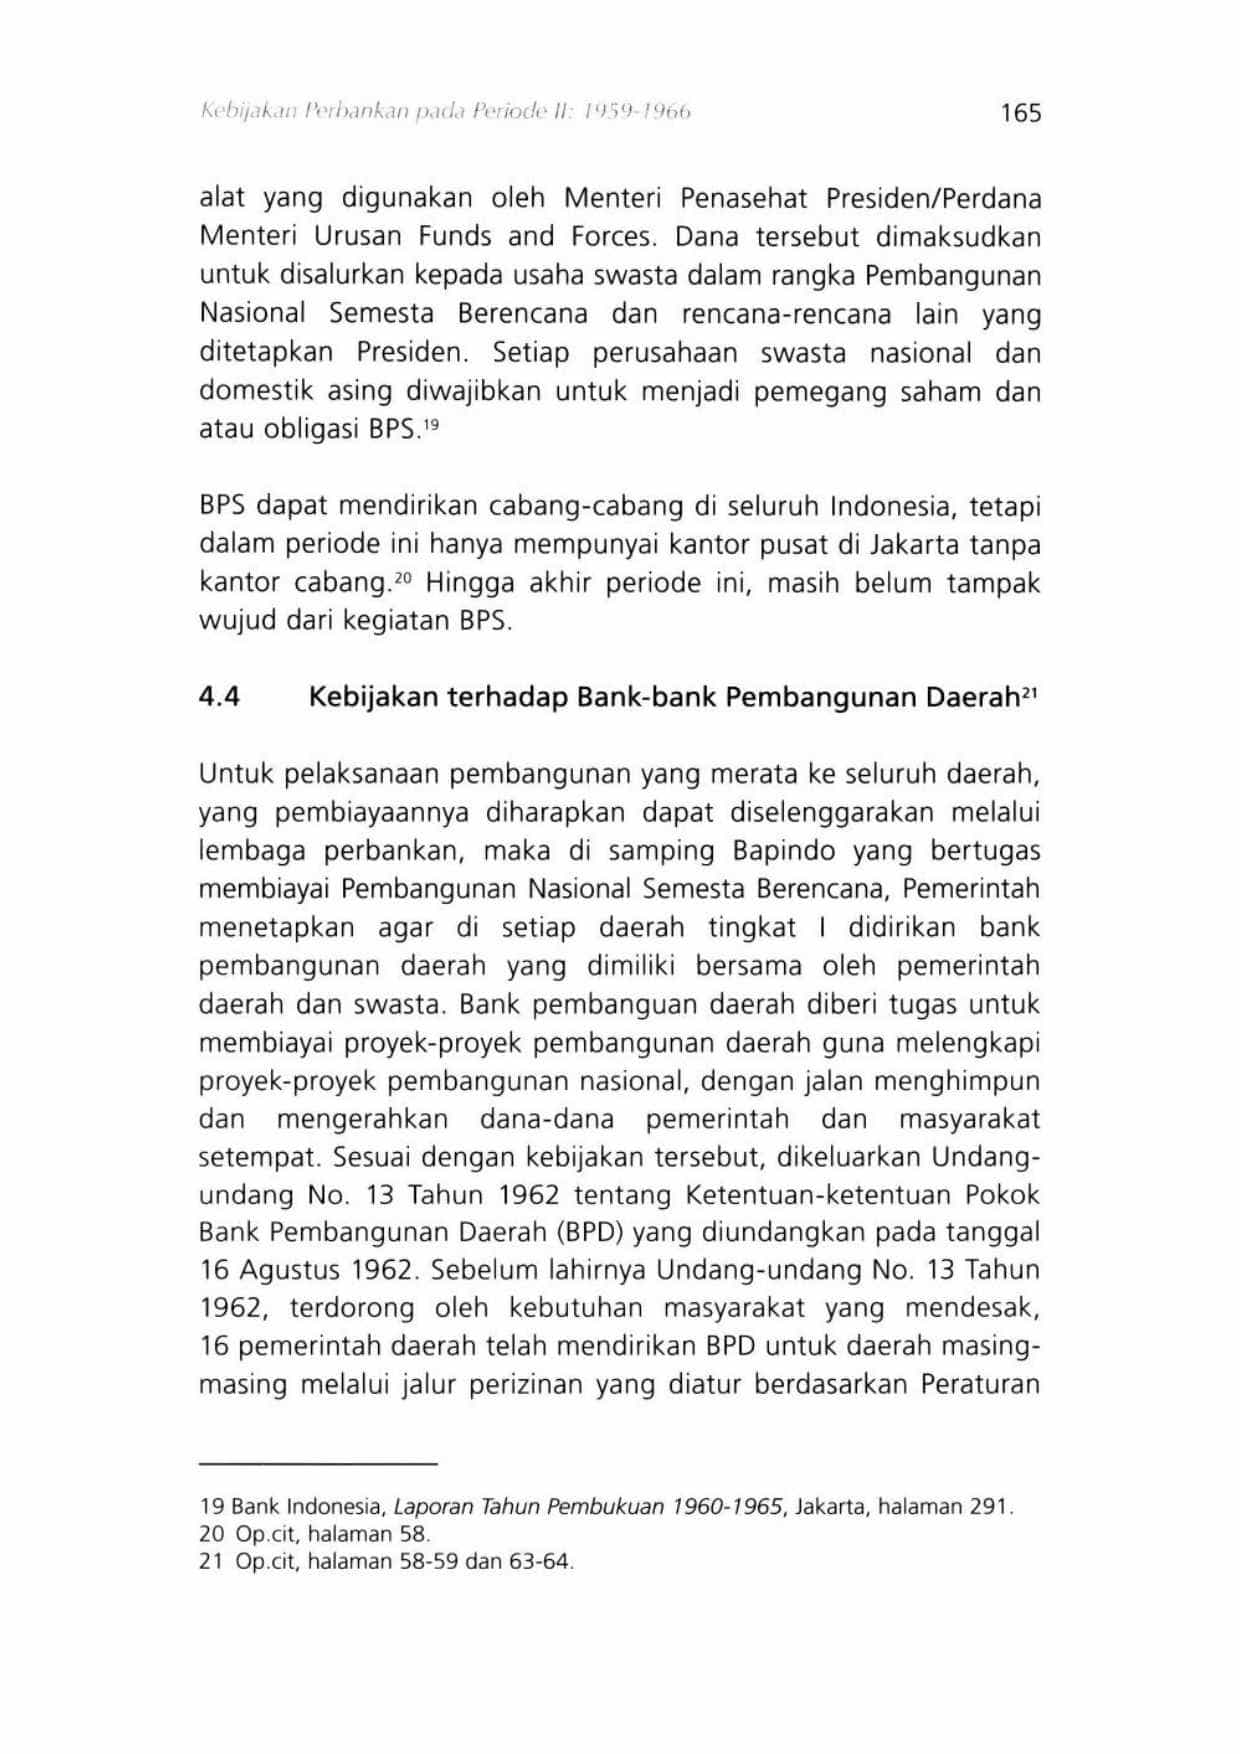 Kebijakan Perbankan pada Periode II: 1959-1966 165
alat yang digunakan oleh Menteri Penasehat Presiden/Perdana
Menteri Urusan Funds and Forces. Dana tersebut dimaksudkan
untuk disalurkan kepada usaha swasta dalam rangka Pembangunan
Nasional Semesta Berencana dan rencana-rencana lain yang
ditetapkan Presiden. Setiap perusahaan swasta nasional dan
domestik asing diwajibkan untuk menjadi pemegang saham dan
atau obligasi BPS.¹⁹
BPS dapat mendirikan cabang-cabang di seluruh Indonesia, tetapi
dalam periode ini hanya mempunyai kantor pusat di Jakarta tanpa
kantor cabang.²⁰ Hingga akhir periode ini, masih belum tampak
wujud dari kegiatan BPS.
4.4 Kebijakan terhadap Bank-bank Pembangunan Daerah²¹
Untuk pelaksanaan pembangunan yang merata ke seluruh daerah,
yang pembiayaannya diharapkan dapat diselenggarakan melalui
lembaga perbankan, maka di samping Bapindo yang bertugas
membiayai Pembangunan Nasional Semesta Berencana, Pemerintah
menetapkan agar di setiap daerah tingkat I didirikan bank
pembangunan daerah yang dimiliki bersama oleh pemerintah
daerah dan swasta. Bank pembanguan daerah diberi tugas untuk
membiayai proyek-proyek pembangunan daerah guna melengkapi
proyek-proyek pembangunan nasional, dengan jalan menghimpun
dan mengerahkan dana-dana pemerintah dan masyarakat
setempat. Sesuai dengan kebijakan tersebut, dikeluarkan Undang-
undang No. 13 Tahun 1962 tentang Ketentuan-ketentuan Pokok
Bank Pembangunan Daerah (BPD) yang diundangkan pada tanggal
16 Agustus 1962. Sebelum lahirnya Undang-undang No. 13 Tahun
1962, terdorong oleh kebutuhan masyarakat yang mendesak,
16 pemerintah daerah telah mendirikan BPD untuk daerah masing-
masing melalui jalur perizinan yang diatur berdasarkan Peraturan
19 Bank Indonesia, Laporan Tahun Pembukuan 1960-1965, Jakarta, halaman 291.
20 Op.cit, halaman 58.
21 Op.cit, halaman 58-59 dan 63-64.